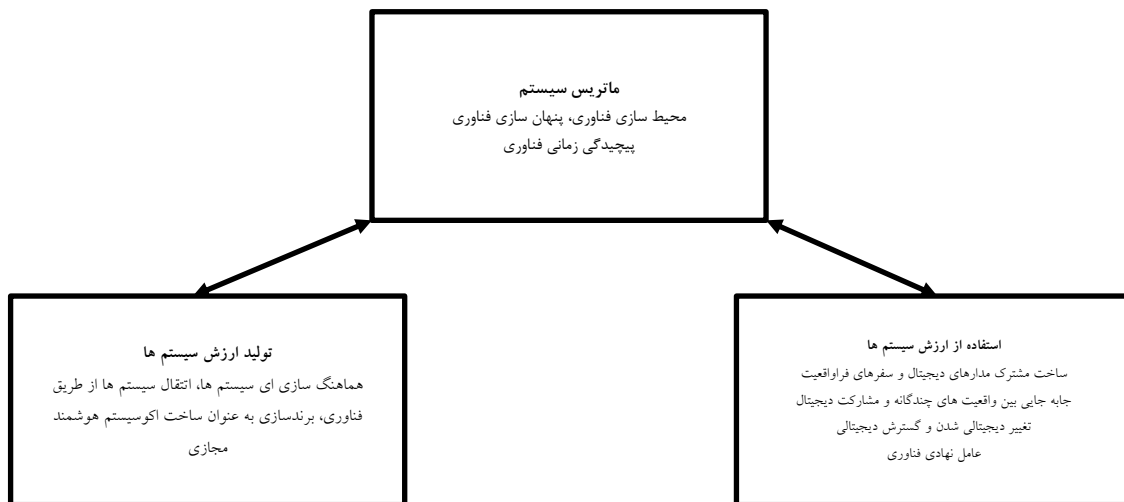 ماتریس سیستم
محیط سازی فناوری، پنهان سازی فناوری
پیچیدگی زمانی فناوری
استفاده از ارزش سیستم ها
ساخت مشترک مدارهای دیجیتال و سفرهای فراواقعیت
جابه جایی بین واقعیت های چندگانه و مشارکت دیجیتال
تغییر دیجیتالی شدن و گسترش دیجیتالی
عامل نهادی فناوری
تولید ارزش سیستم ها
هماهنگ سازی ای سیستم ها، انتقال سیستم ها از طریق
فناوری، برندسازی به عنوان ساخت اکوسیستم هوشمند
مجازی